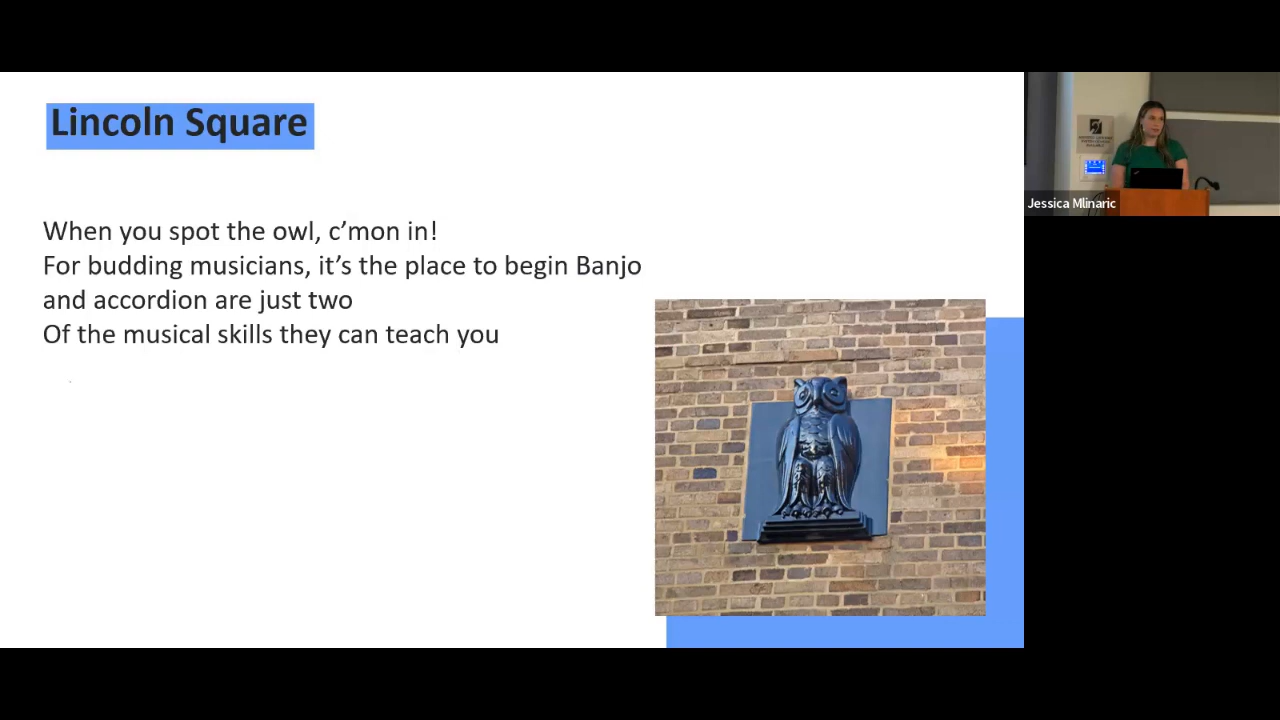 Lincoln Square
When you spot the owl, c’mon in!
For budding musicians, it’s the place to begin Banjo
and accordion are just two
Of the musical skills they can teach you
Jessica Mlinaric